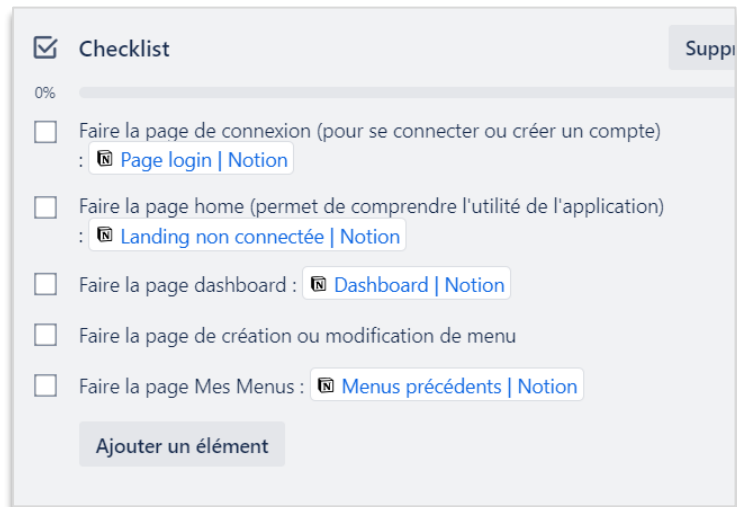 Checklist
Suppr
0%
Faire la page de connexion (pour se connecter ou créer un compte)
: Page login | Notion
Faire la page home (permet de comprendre l'utilité de l'application)
: Landing non connectée | Notion
Faire la page dashboard : Dashboard | Notion
Faire la page de création ou modification de menu
Faire la page Mes Menus : Menus précédents | Notion
Ajouter un élément